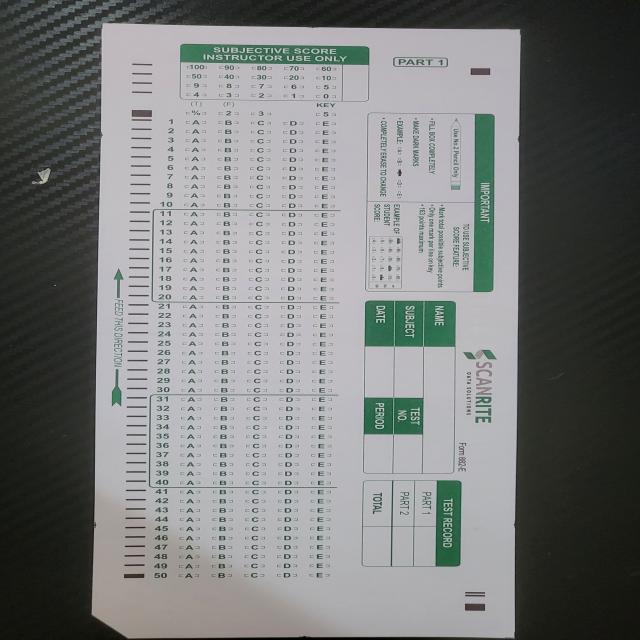 SUBJECTIVE SCORE
INSTRUCTOR USE ONLY
100 90 80 70 60
50 40 30 20 10
9 8 7 6 5
4 3 2 1 0
PART 1
(T) (F) KEY
% 2 3 5
1 A B C D E
2 A B C D E
3 A B C D E
4 A B C D E
5 A B C D E
6 A B C D E
7 A B C D E
8 A B C D E
9 A B C D E
10 A B C D E
11 A B C D E
12 A B C D E
13 A B C D E
14 A B C D E
15 A B C D E
16 A B C D E
17 A B C D E
18 A B C D E
19 A B C D E
20 A B C D E
21 A B C D E
22 A B C D E
23 A B C D E
24 A B C D E
25 A B C D E
26 A B C D E
27 A B C D E
28 A B C D E
29 A B C D E
30 A B C D E
31 A B C D E
32 A B C D E
33 A B C D E
34 A B C D E
35 A B C D E
36 A B C D E
37 A B C D E
38 A B C D E
39 A B C D E
40 A B C D E
41 A B C D E
42 A B C D E
43 A B C D E
44 A B C D E
45 A B C D E
46 A B C D E
47 A B C D E
48 A B C D E
49 A B C D E
50 A B C D E
FEED THIS DIRECTION
IMPORTANT
Use No.2 Pencil Only
• FILL BOX COMPLETELY
• MAKE DARK MARKS
• EXAMPLE:
• COMPLETELY ERASE TO CHANGE
TO USE SUBJECTIVE
SCORE FEATURE:
• Mark total possible subjective points
• Only one mark per line on key
• 163 points maximum
EXAMPLE OF
STUDENT
SCORE
SCANRITE
DATA SOLUTIONS
Form 882-E
NAME
SUBJECT
TEST
NO.
DATE
PERIOD
TEST RECORD
PART 1
PART 2
TOTAL